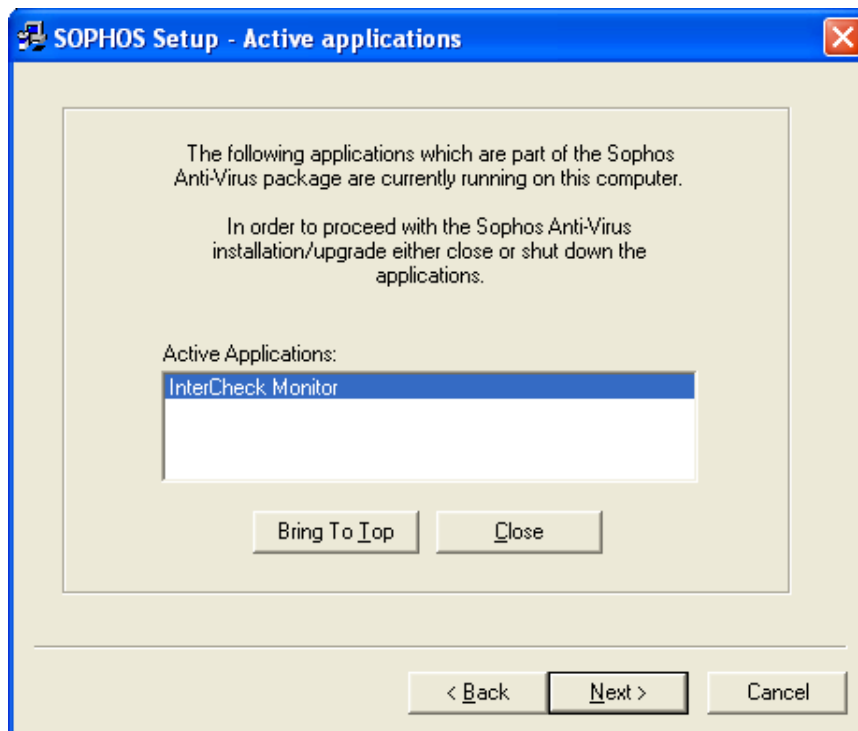 SOPHOS Setup - Active applications
The following applications which are part of the Sophos
Anti-Virus package are currently running on this computer.
In order to proceed with the Sophos Anti-Virus
installation/upgrade either close or shut down the
applications.
Active Applications:
InterCheck Monitor
Bring To Top
Close
< Back
Next >
Cancel